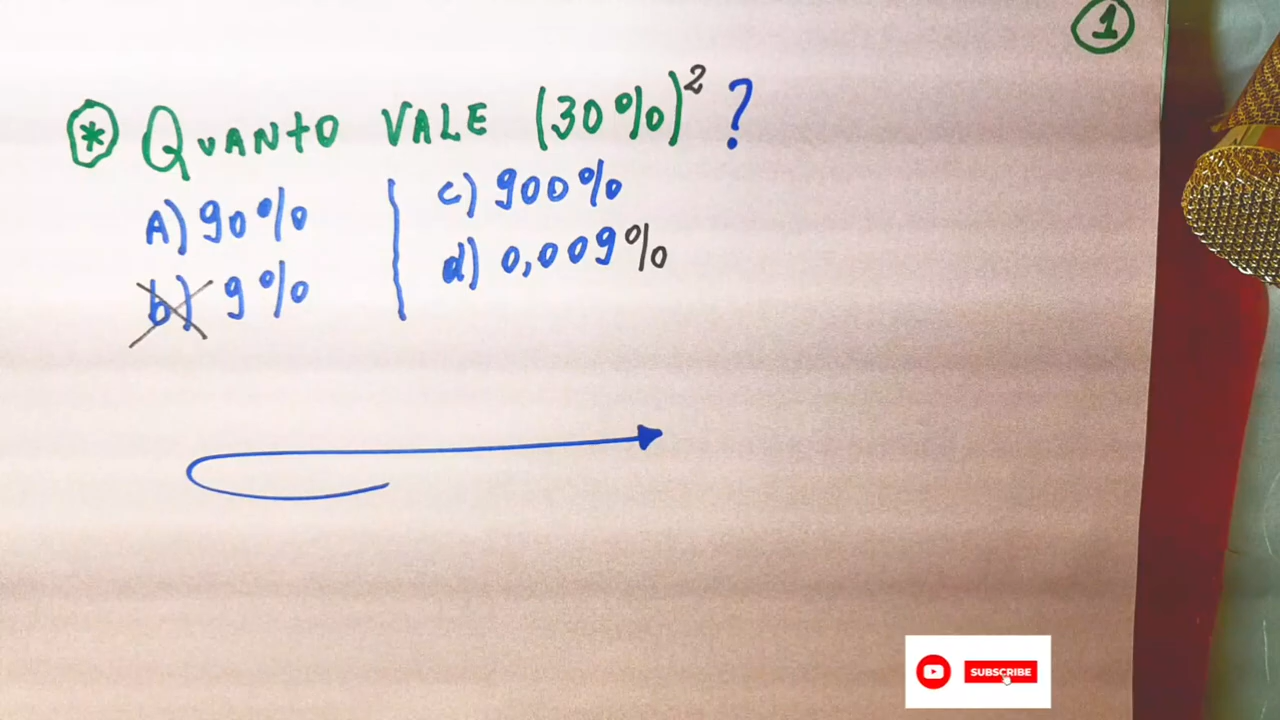 1
* QUANTO VALE (30%)² ?
A) 90%
b) 9%
c) 900%
d) 0,009%
SUBSCRIBE